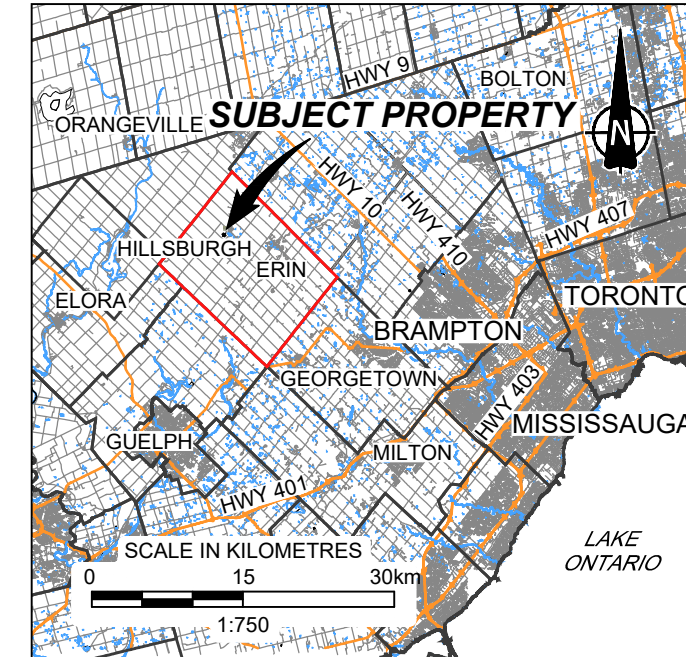 HWY 9
BOLTON
ORANGEVILLE
SUBJECT PROPERTY
N
HWY 10
HWY 410
HWY 407
HILLSBURGH
ERIN
ELORA
TORONTO
BRAMPTON
GEORGETOWN
HWY 403
MISSISSAUGA
GUELPH
MILTON
HWY 401
LAKE
ONTARIO
SCALE IN KILOMETRES
0 15 30km
1:750